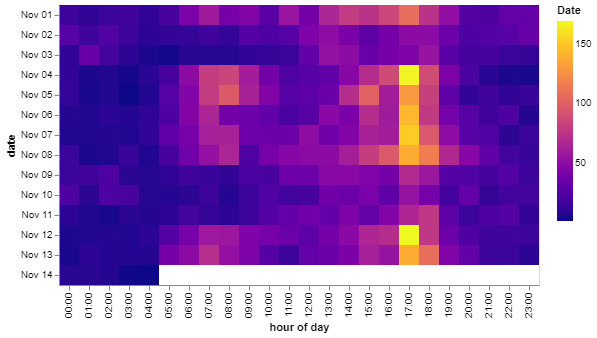 Date
150
100
50
date
Nov 01
Nov 02
Nov 03
Nov 04
Nov 05
Nov 06
Nov 07
Nov 08
Nov 09
Nov 10
Nov 11
Nov 12
Nov 13
Nov 14
00:00
01:00
02:00
03:00
04:00
05:00
06:00
07:00
08:00
09:00
10:00
11:00
12:00
13:00
14:00
15:00
16:00
17:00
18:00
19:00
20:00
21:00
22:00
23:00
hour of day